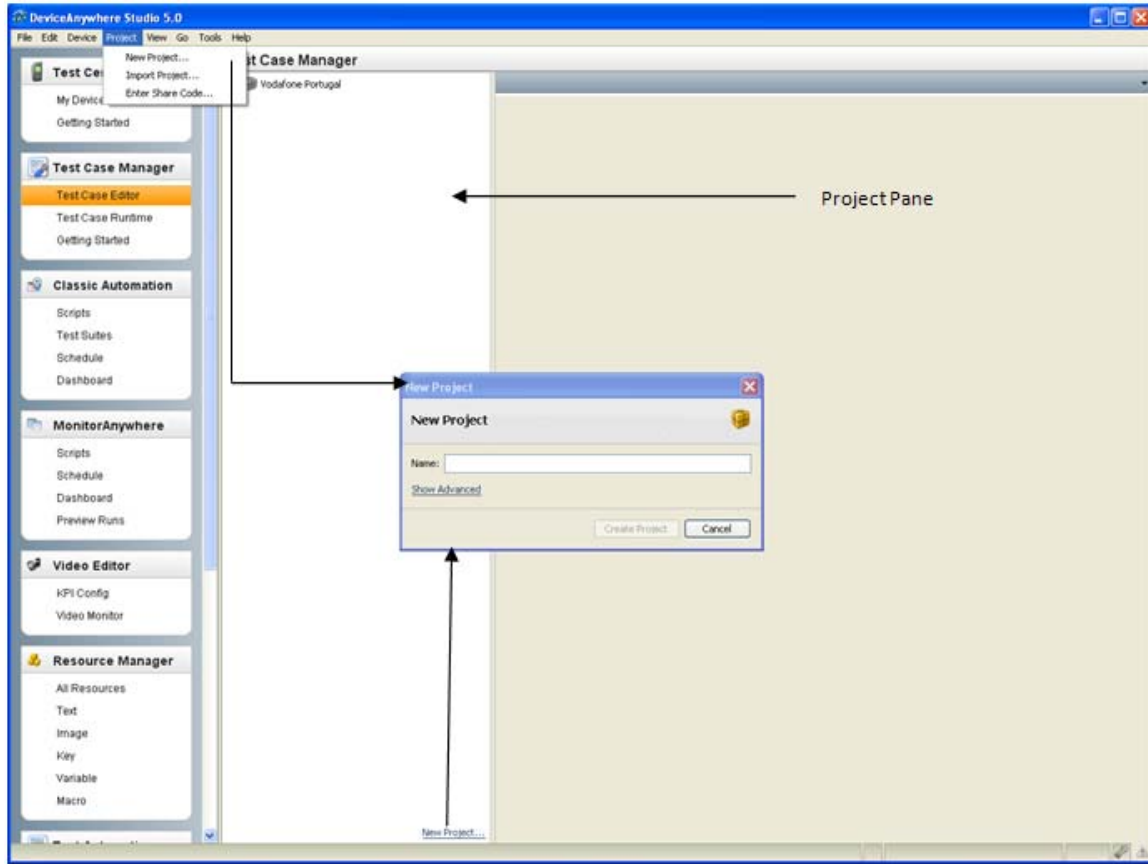 DeviceAnywhere Studio 5.0
File Edit Device Project View Go Tools Help
New Project...
Import Project...
Enter Share Code...
Test Ce
My Device
Getting Started
Test Case Manager
Test Case Editor
Test Case Runtime
Getting Started
Classic Automation
Scripts
Test Suites
Schedule
Dashboard
MonitorAnywhere
Scripts
Schedule
Dashboard
Preview Runs
Video Editor
KPI Config
Video Monitor
Resource Manager
All Resources
Text
Image
Key
Variable
Macro
st Case Manager
Vodafone Portugal
Project Pane
New Project
New Project
Name:
Show Advanced
Create Project Cancel
New Project...